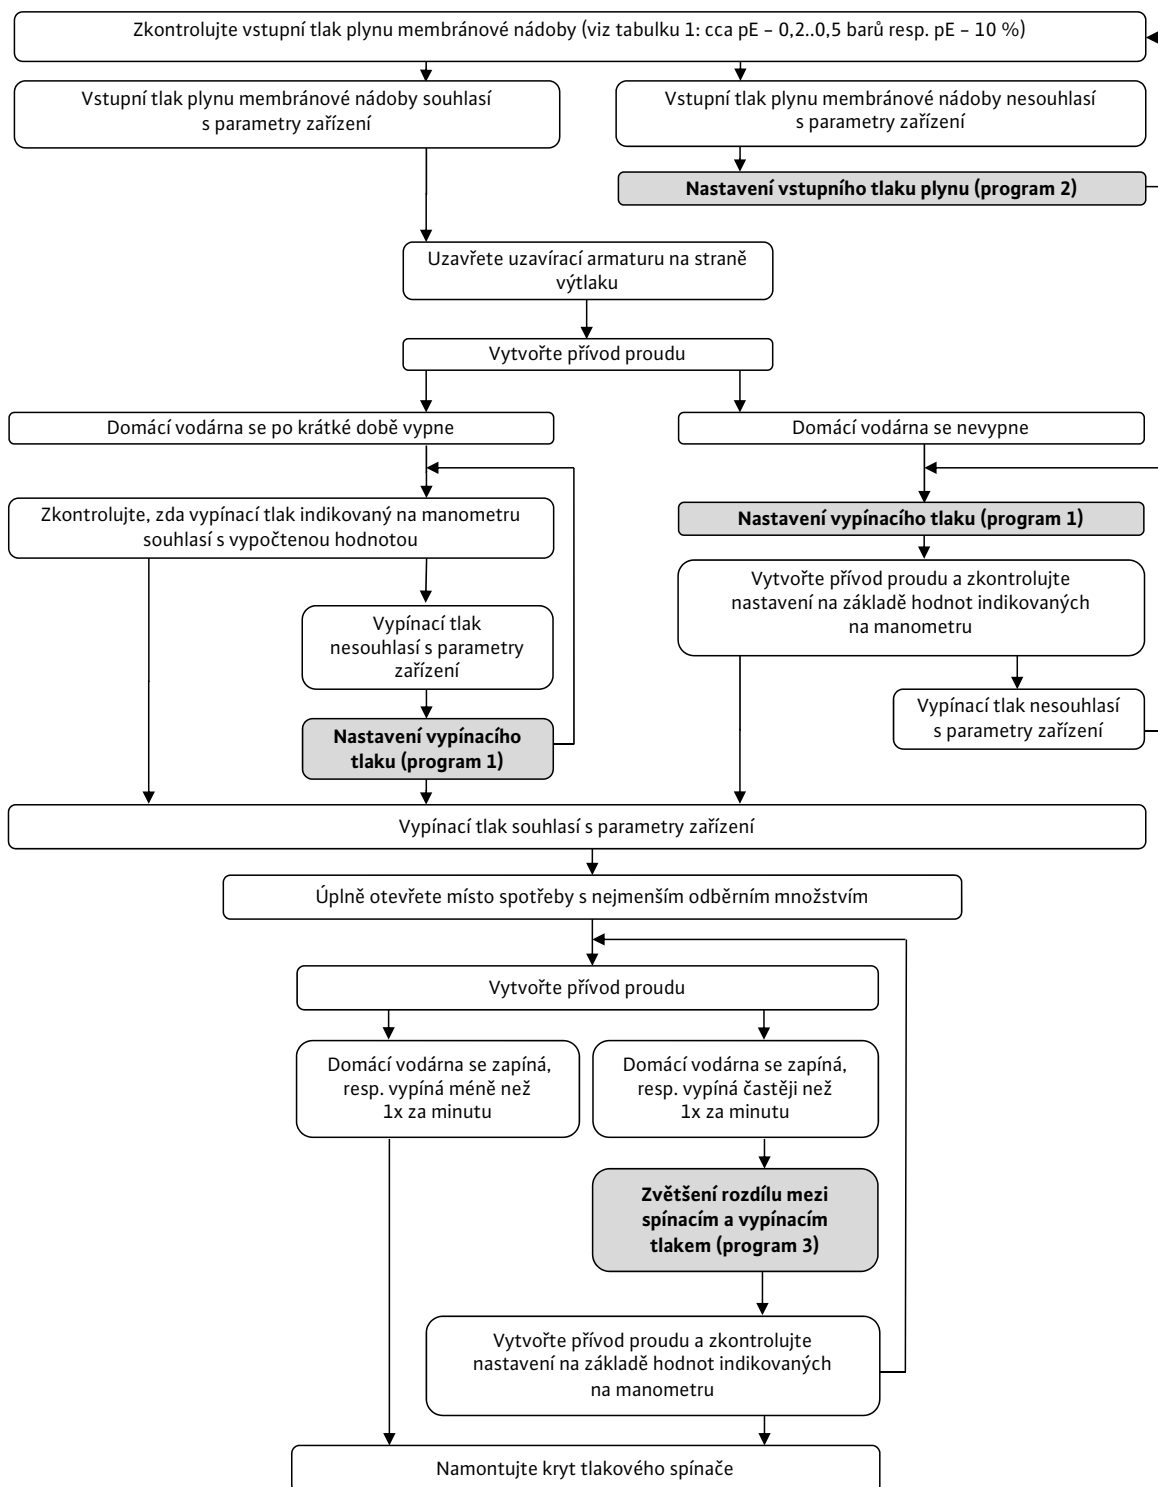 Zkontrolujte vstupní tlak plynu membránové nádoby (viz tabulku 1: cca pE – 0,2..0,5 barů resp. pE – 10 %)
Vstupní tlak plynu membránové nádoby souhlasí
s parametry zařízení
Vstupní tlak plynu membránové nádoby nesouhlasí
s parametry zařízení
Nastavení vstupního tlaku plynu (program 2)
Uzavřete uzavírací armaturu na straně
výtlaku
Vytvořte přívod proudu
Domácí vodárna se po krátké době vypne
Domácí vodárna se nevypne
Zkontrolujte, zda vypínací tlak indikovaný na manometru
souhlasí s vypočtenou hodnotou
Vypínací tlak
nesouhlasí s parametry
zařízení
Nastavení vypínacího
tlaku (program 1)
Nastavení vypínacího tlaku (program 1)
Vytvořte přívod proudu a zkontrolujte
nastavení na základě hodnot indikovaných
na manometru
Vypínací tlak nesouhlasí
s parametry zařízení
Vypínací tlak souhlasí s parametry zařízení
Úplně otevřete místo spotřeby s nejmenším odběrním množstvím
Vytvořte přívod proudu
Domácí vodárna se zapíná,
resp. vypíná méně než
1x za minutu
Domácí vodárna se zapíná,
resp. vypíná častěji než
1x za minutu
Zvětšení rozdílu mezi
spínacím a vypínacím
tlakem (program 3)
Vytvořte přívod proudu a zkontrolujte
nastavení na základě hodnot indikovaných
na manometru
Namontujte kryt tlakového spínače